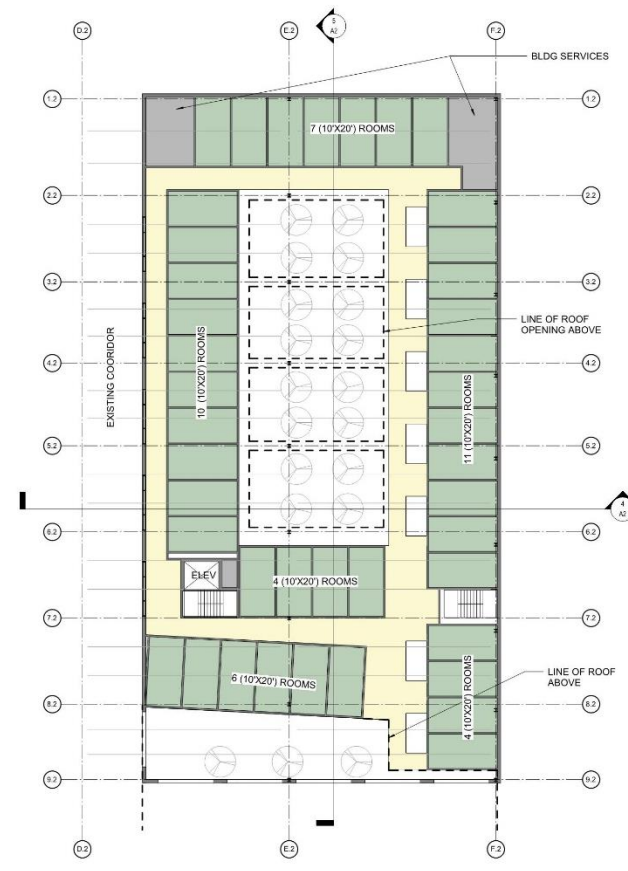 D.2
E.2
F.2
5
A2
BLDG SERVICES
1.2
1.2
7 (10'X20') ROOMS
2.2
2.2
3.2
3.2
LINE OF ROOF
OPENING ABOVE
EXISTING COORIDOR
4.2
4.2
10 (10'X20') ROOMS
11 (10'X20') ROOMS
5.2
5.2
4
A2
6.2
6.2
ELEV
4 (10'X20') ROOMS
7.2
7.2
6 (10'X20') ROOMS
4 (10'X20') ROOMS
LINE OF ROOF
ABOVE
8.2
8.2
9.2
9.2
D.2
E.2
F.2